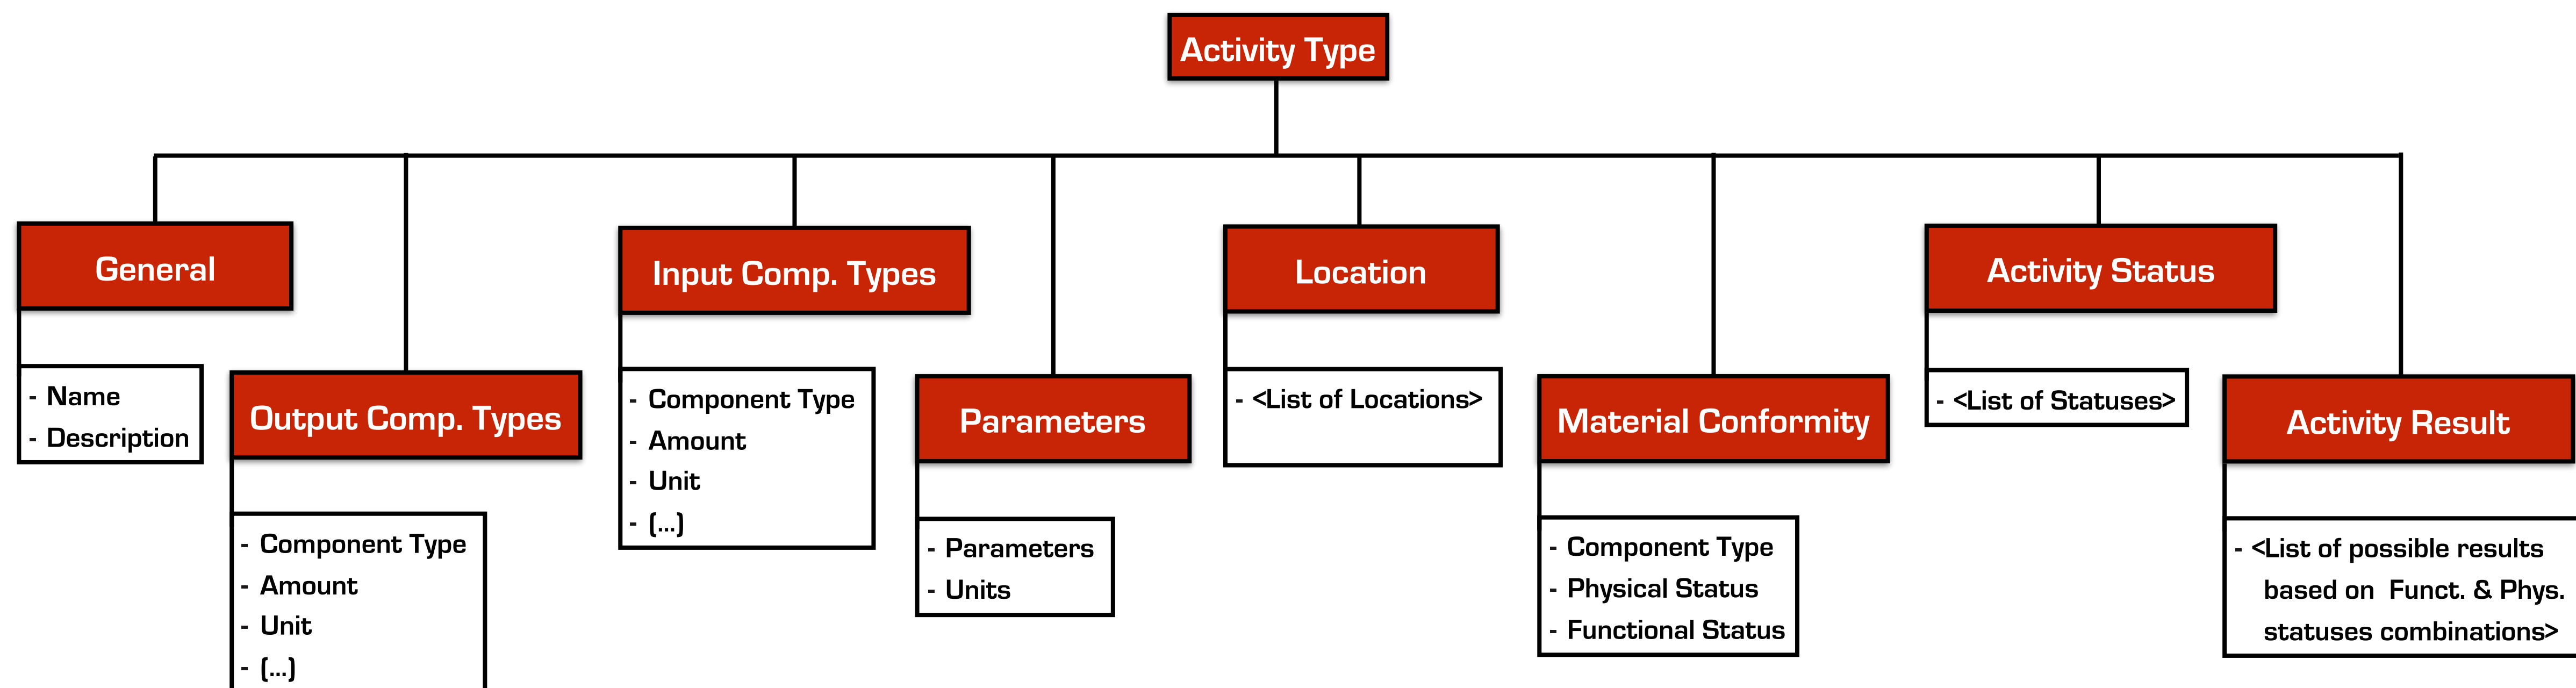 Activity Type
General
- Name
- Description
Output Comp. Types
- Component Type
- Amount
- Unit
- (...)
Input Comp. Types
- Component Type
- Amount
- Unit
- (...)
Parameters
- Parameters
- Units
Location
- <List of Locations>
Material Conformity
- Component Type
- Physical Status
- Functional Status
Activity Status
- <List of Statuses>
Activity Result
- <List of possible results
based on Funct. & Phys.
statuses combinations>